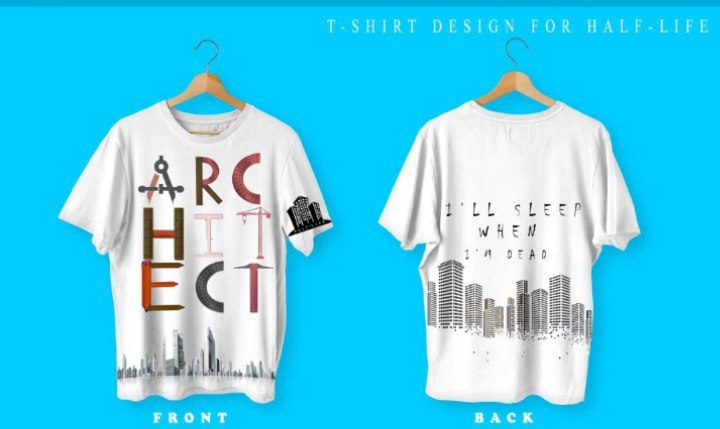 T-SHIRT DESIGN FOR HALF-LIFE
ARC
HIT
ECT
I'LL SLEEP
WHEN
I'M DEAD
FRONT
BACK